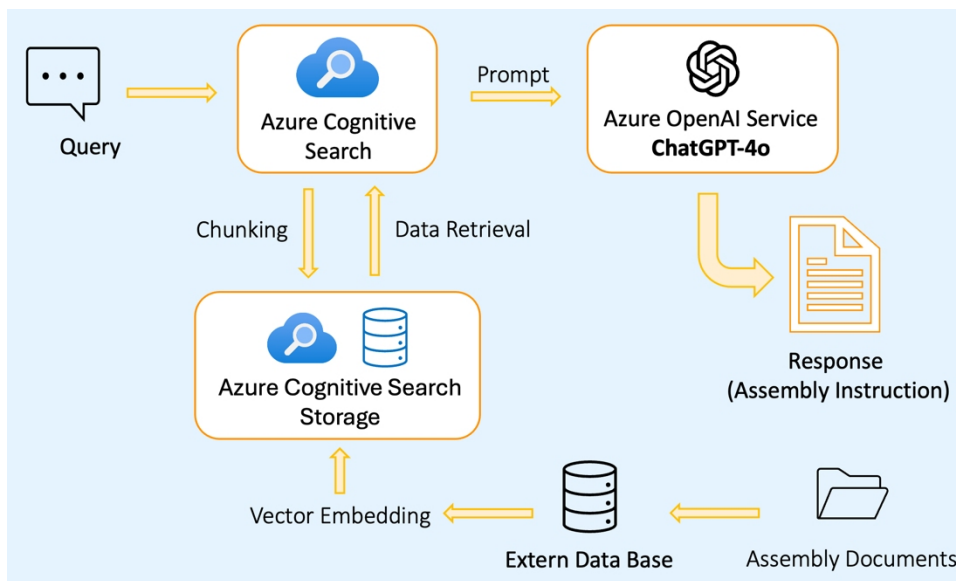 Query
Azure Cognitive
Search
Prompt
Azure OpenAI Service
ChatGPT-4o
Chunking
Data Retrieval
Azure Cognitive Search
Storage
Response
(Assembly Instruction)
Vector Embedding
Extern Data Base
Assembly Documents